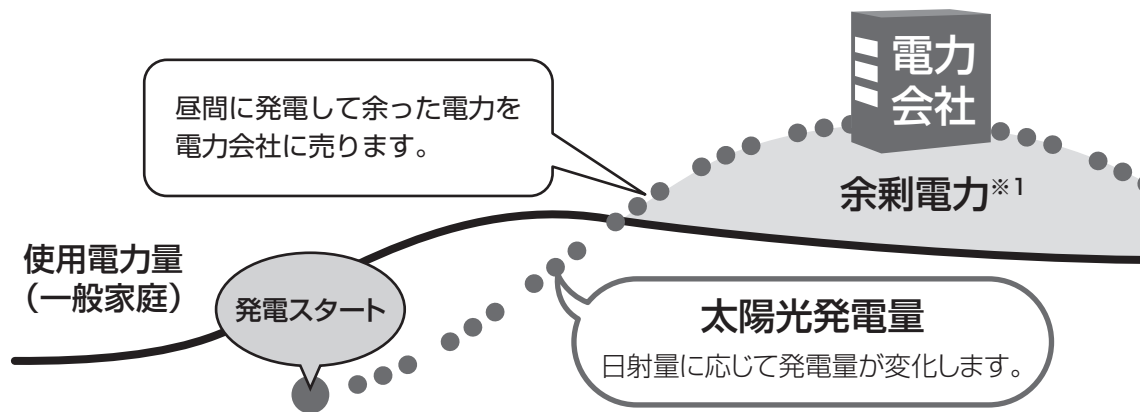 電力
会社
昼間に発電して余った電力を
電力会社に売ります。
余剰電力※1
使用電力量
（一般家庭）
発電スタート
太陽光発電量
日射量に応じて発電量が変化します。